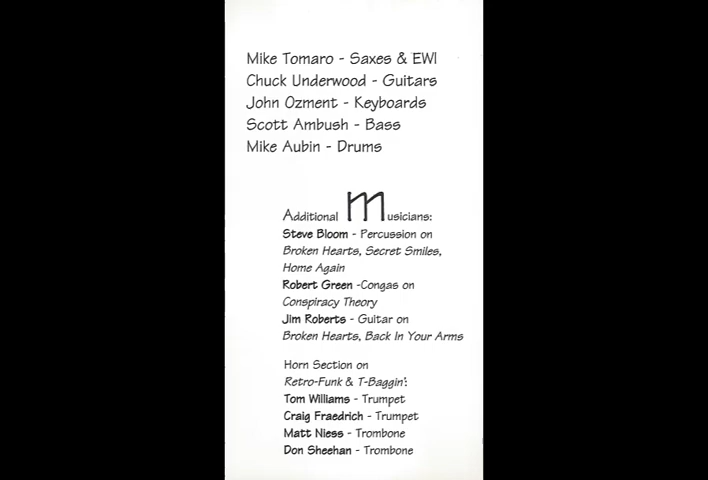 Mike Tomaro - Saxes & EWI
Chuck Underwood - Guitars
John Ozment - Keyboards
Scott Ambush - Bass
Mike Aubin - Drums
Additional Musicians:
Steve Bloom - Percussion on
Broken Hearts, Secret Smiles,
Home Again
Robert Green -Congas on
Conspiracy Theory
Jim Roberts - Guitar on
Broken Hearts, Back In Your Arms
Horn Section on
Retro-Funk & T-Baggin':
Tom Williams - Trumpet
Craig Fraedrich - Trumpet
Matt Niess - Trombone
Don Sheehan - Trombone